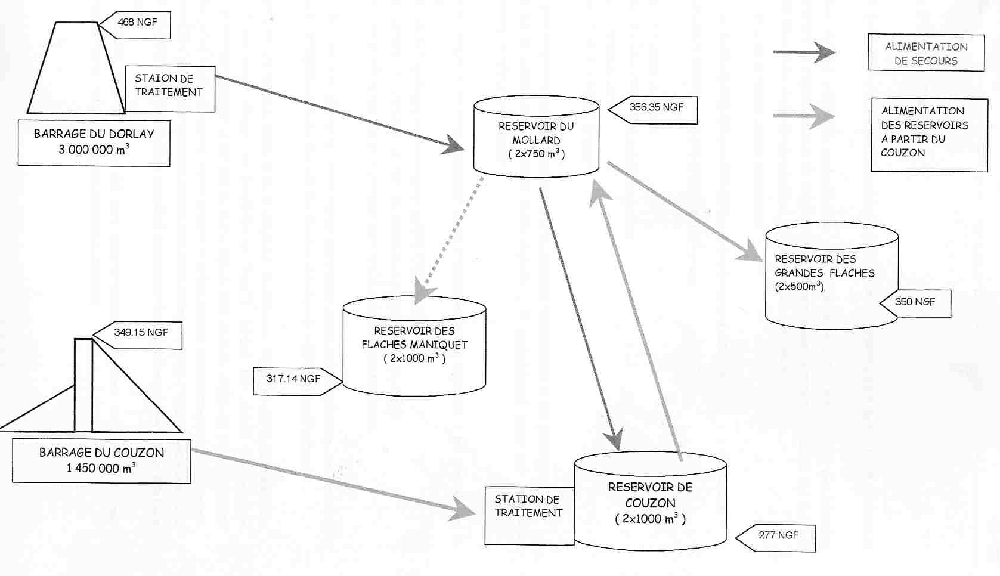 468 NGF
STAION DE
TRAITEMENT
BARRAGE DU DORLAY
3 000 000 m³
RESERVOIR DU
MOLLARD
( 2x750 m³ )
356.35 NGF
ALIMENTATION
DE SECOURS
ALIMENTATION
DES RESERVOIRS
A PARTIR DU
COUZON
RESERVOIR DES
GRANDES FLACHES
(2x500m³)
350 NGF
RESERVOIR DES
FLACHES MANIQUET
( 2x1000 m³ )
317.14 NGF
349.15 NGF
BARRAGE DU COUZON
1 450 000 m³
STATION DE
TRAITEMENT
RESERVOIR DE
COUZON
( 2x1000 m³ )
277 NGF